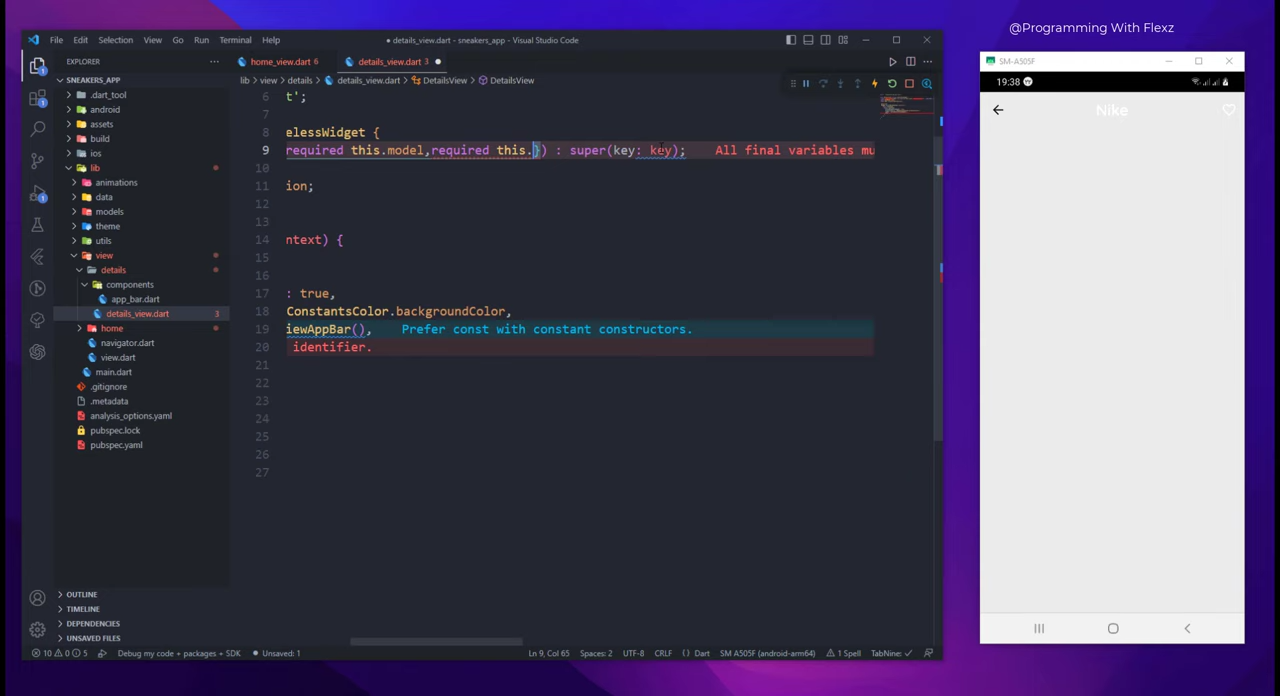 @Programming With Flexz
File Edit Selection View Go Run Terminal Help
● details_view.dart - sneakers_app - Visual Studio Code
EXPLORER
SNEAKERS_APP
.dart_tool
android
assets
build
ios
lib
animations
data
models
theme
utils
view
details
components
app_bar.dart
details_view.dart 3
home
navigator.dart
view.dart
main.dart
.gitignore
.metadata
analysis_options.yaml
pubspec.lock
pubspec.yaml
OUTLINE
TIMELINE
DEPENDENCIES
UNSAVED FILES
home_view.dart 6
details_view.dart 3
lib > view > details > details_view.dart > DetailsView > DetailsView
6 t';
7
8 elessWidget {
9 required this.model,required this.}) : super(key: key); All final variables mu
10
11 ion;
12
13
14 ntext) {
15
16
17 : true,
18 ConstantsColor.backgroundColor,
19 iewAppBar(), Prefer const with constant constructors.
20 identifier.
21
22
23
24
25
26
27
10 0 5 Debug my code + packages + SDK Unsaved: 1 Ln 9, Col 65 Spaces: 2 UTF-8 CRLF {} Dart SM A505F (android-arm64) 1 Spell TabNine:
SM-A505F
19:38
Nike